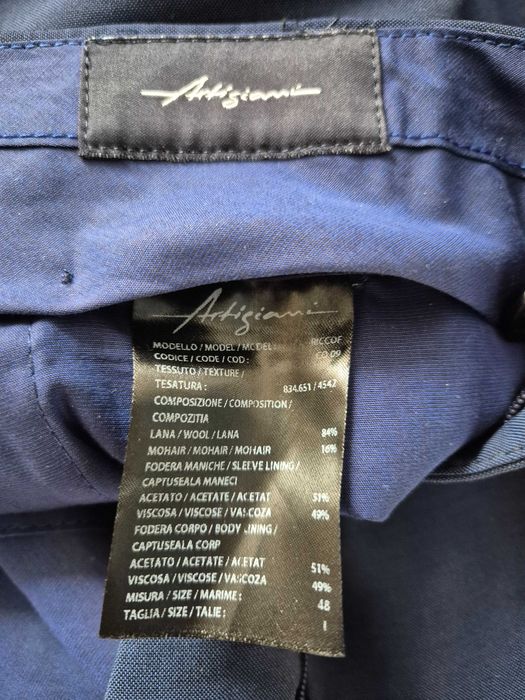 Artigiani
Artigiani
MODELLO / MODEL / MODEL: RICCOF
CODICE / CODE / COD: CO 09
TESSUTO / TEXTURE /
TESATURA : 834.651 / 4542
COMPOSIZIONE / COMPOSITION /
COMPOZITIA
LANA / WOOL / LANA 84%
MOHAIR / MOHAIR / MOHAIR 16%
FODERA MANICHE / SLEEVE LINING /
CAPTUSEALA MANECI
ACETATO / ACETATE / ACETAT 51%
VISCOSA / VISCOSE / VASCOZA 49%
FODERA CORPO / BODY LINING /
CAPTUSEALA CORP
ACETATO / ACETATE / ACETAT 51%
VISCOSA / VISCOSE / VASCOZA 49%
MISURA / SIZE / MARIME : 48
TAGLIA / SIZE / TALIE :